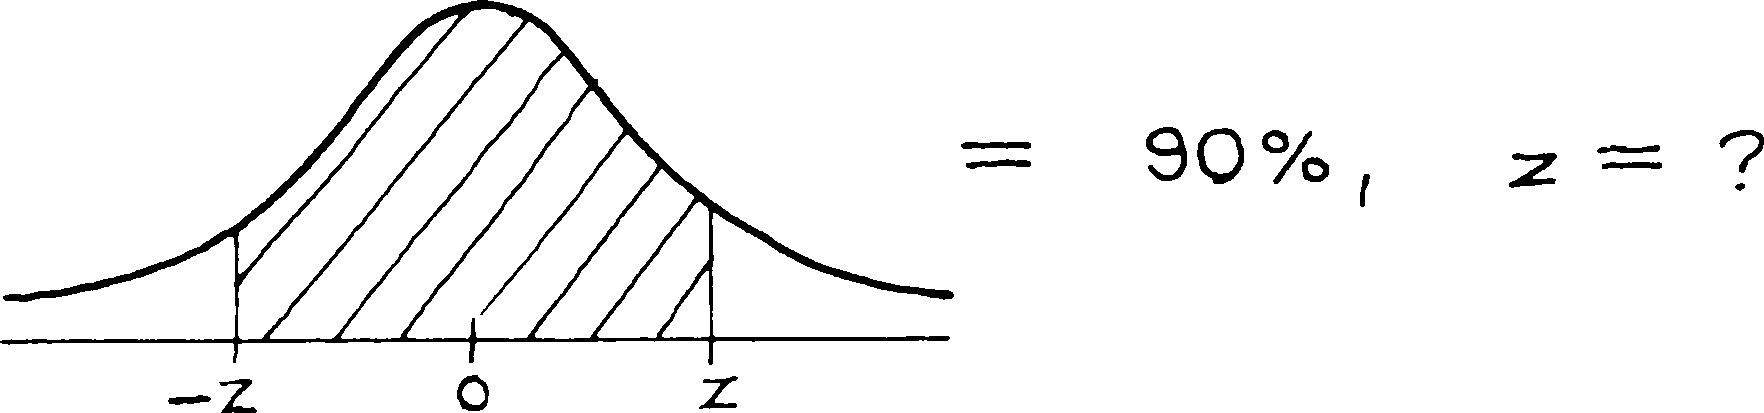 = 90%, z = ?
-z 0 z